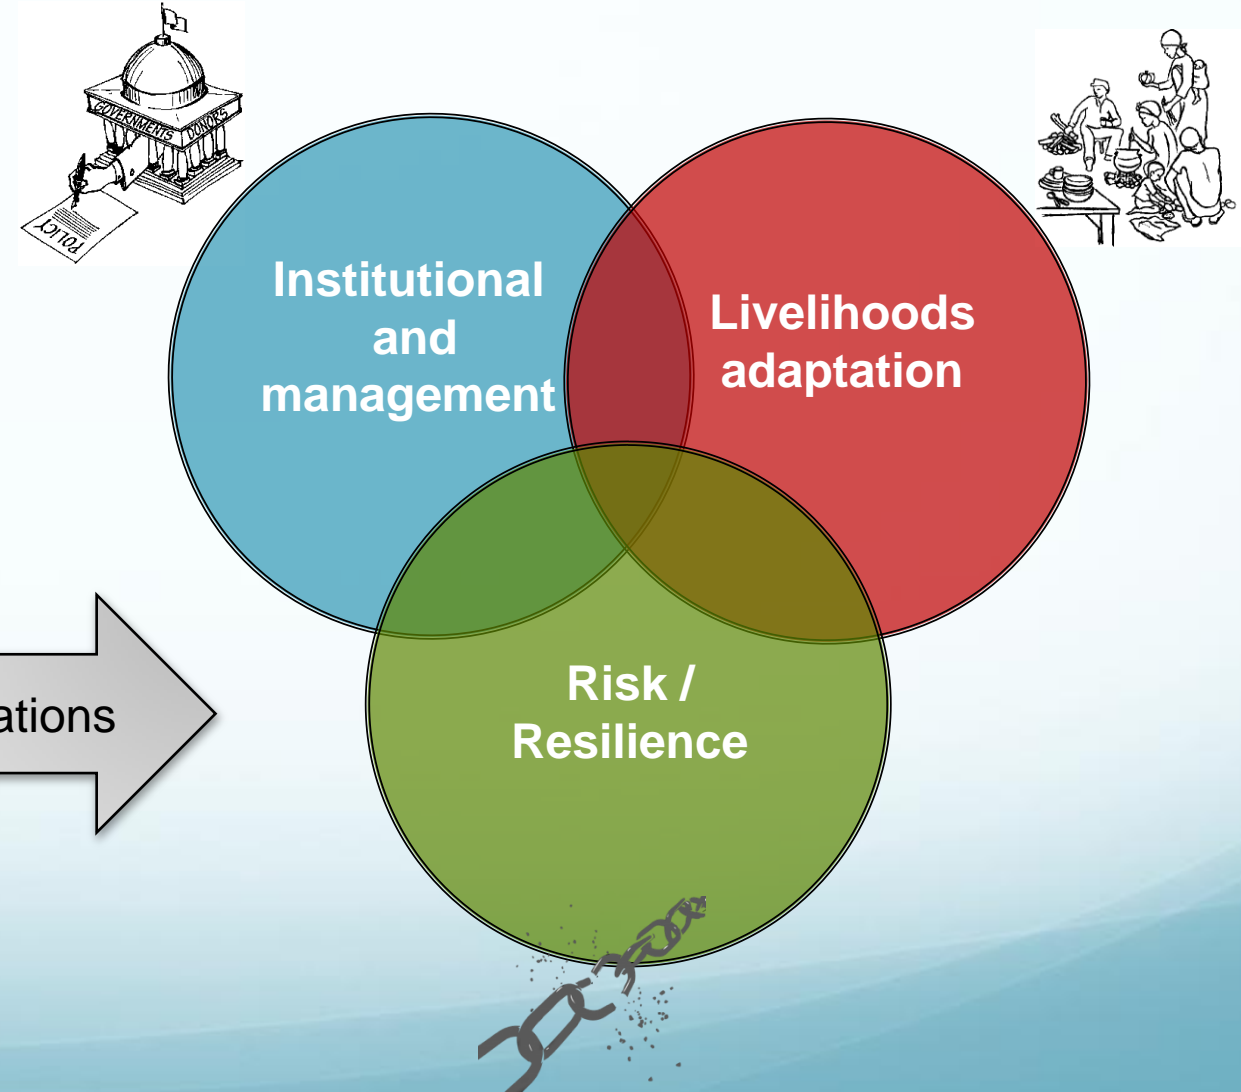 GOVERNMENTS DONORS
POLICY
Institutional
and
management
Livelihoods
adaptation
ations
Risk /
Resilience